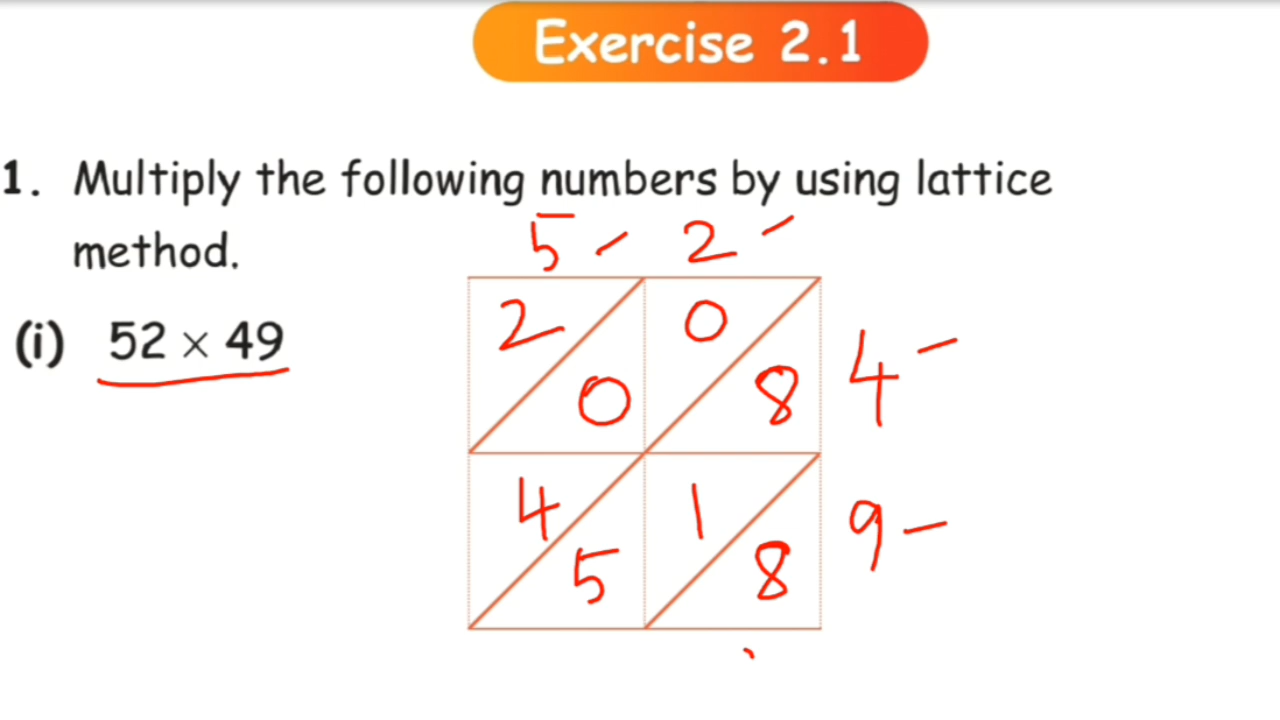 Exercise 2.1
1. Multiply the following numbers by using lattice
method.
5 2
(i) 52 × 49
2 0
0 8 4
4 1
5 8 9